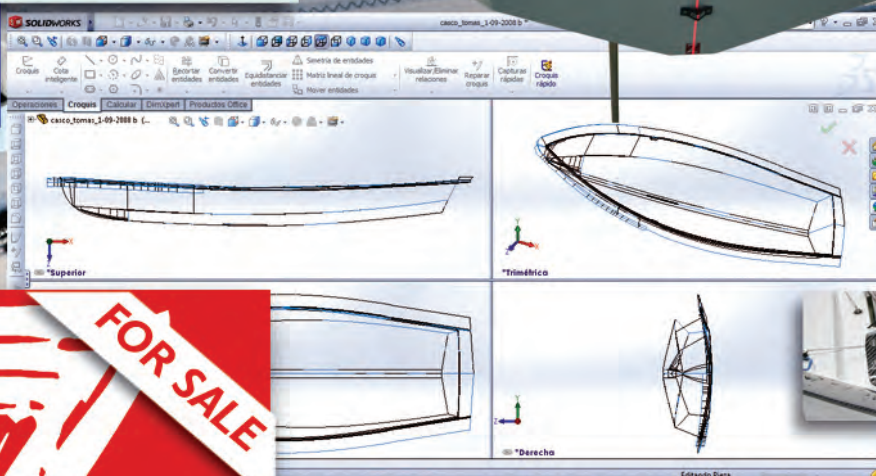 SOLIDWORKS
casco_tomas_1-09-2008 b *
Croquis
Cota inteligente
Recortar entidades
Convertir entidades
Equidistanciar entidades
Simetría de entidades
Matriz lineal de croquis
Mover entidades
Visualizar/Eliminar relaciones
Reparar croquis
Capturas rápidas
Croquis rápido
Operaciones Croquis Calcular DimXpert Productos Office
casco_tomas_1-09-2008 b (...
*Superior
*Trimétrica
FOR SALE
*Derecha
Editando Pieza